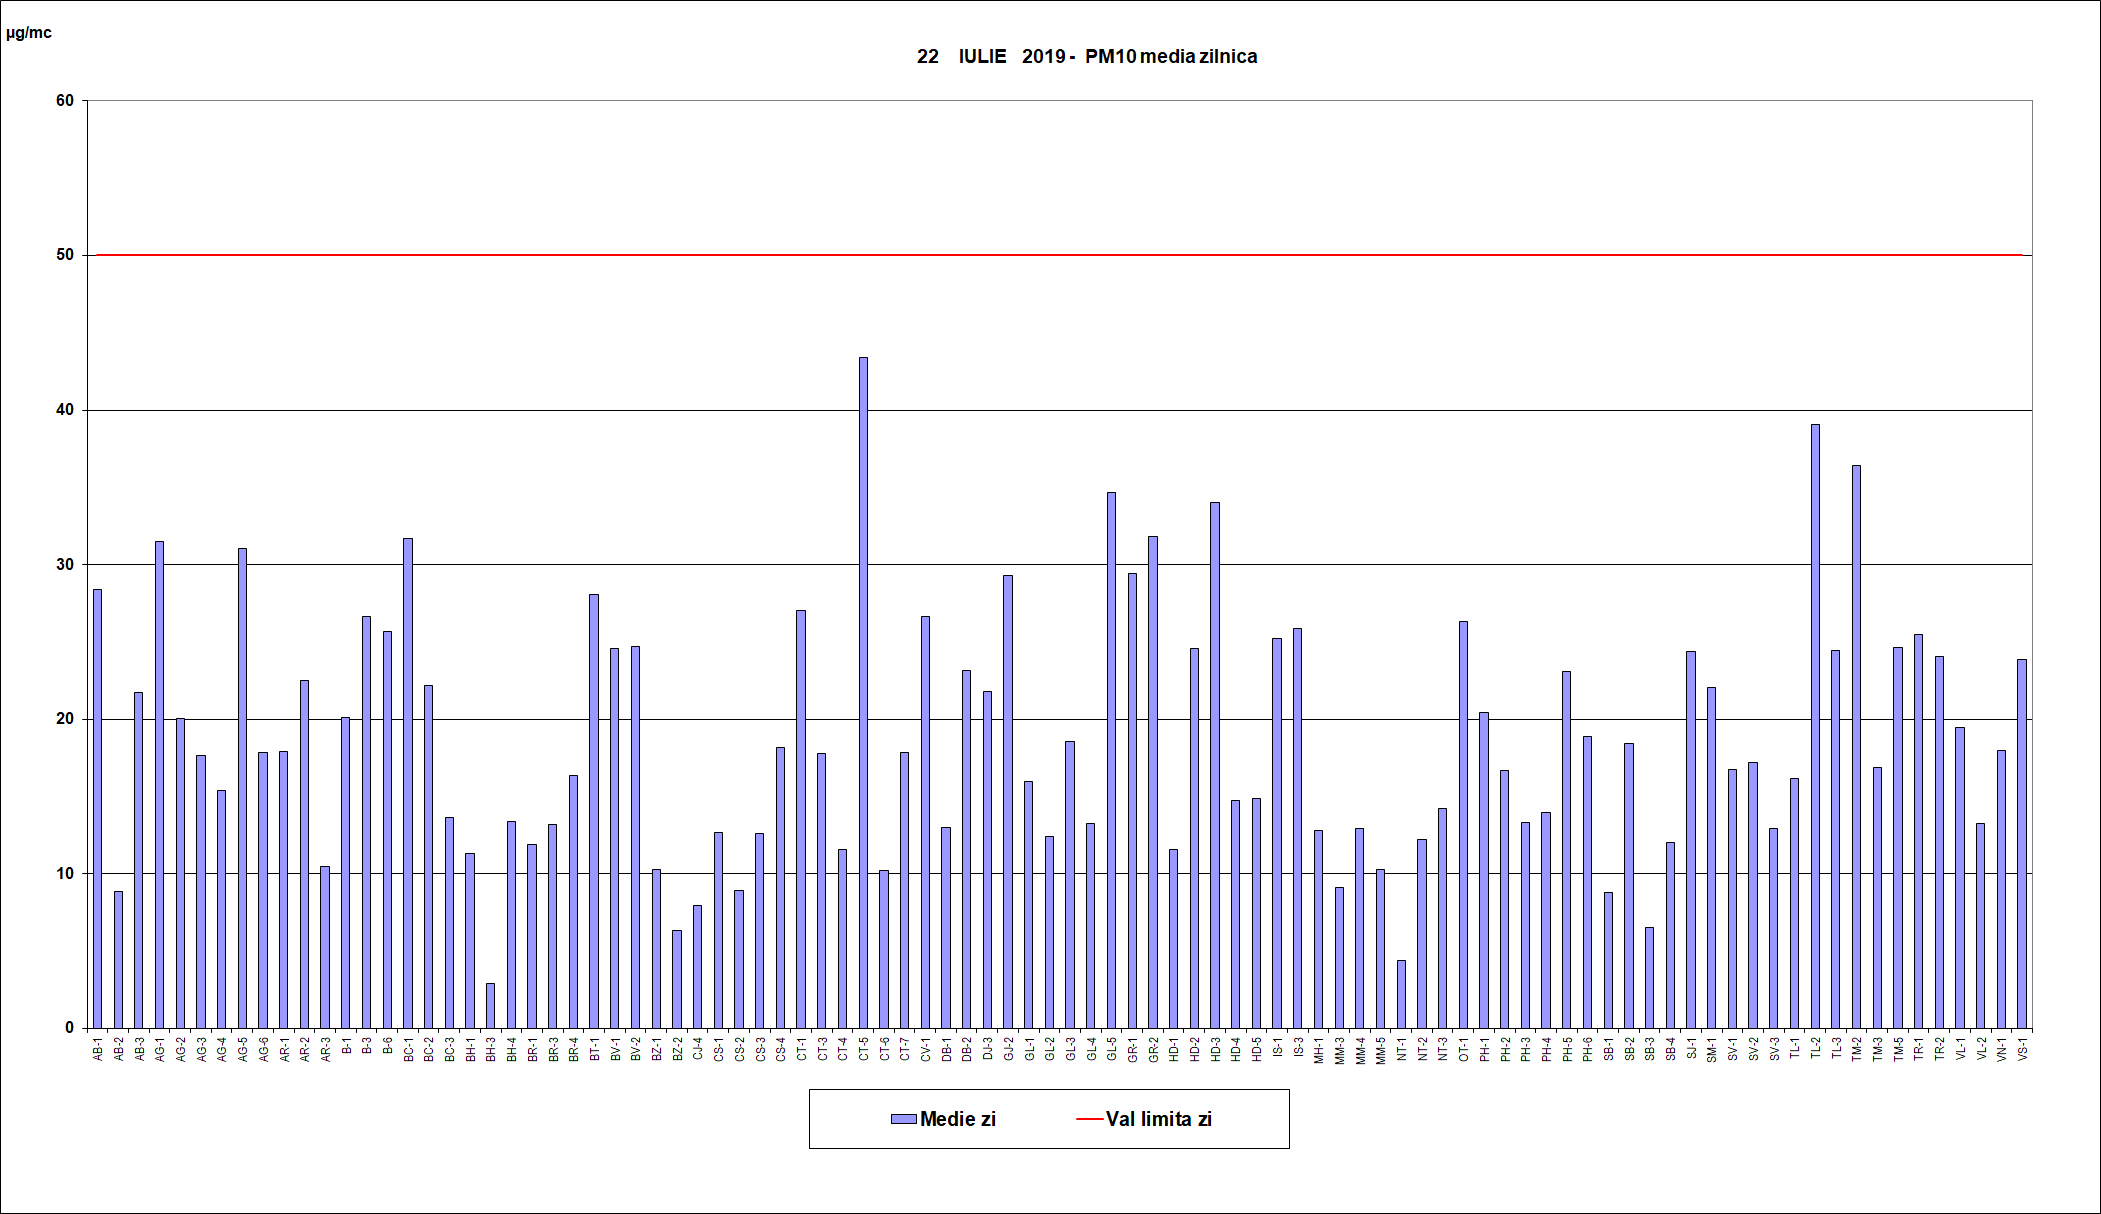 µg/mc
22 IULIE 2019 - PM10 media zilnica
60
50
40
30
20
10
0
AB-1 AB-2 AB-3 AG-1 AG-2 AG-3 AG-4 AG-5 AG-6 AR-1 AR-2 AR-3 B-1 B-3 B-6 BC-1 BC-2 BC-3 BH-1 BH-3 BH-4 BR-1 BR-3 BR-4 BT-1 BV-1 BV-2 BZ-1 BZ-2 CJ-4 CS-1 CS-2 CS-3 CS-4 CT-1 CT-3 CT-4 CT-5 CT-6 CT-7 CV-1 DB-1 DB-2 DJ-3 GJ-2 GL-1 GL-2 GL-3 GL-4 GL-5 GR-1 GR-2 HD-1 HD-2 HD-3 HD-4 HD-5 IS-1 IS-3 MH-1 MM-3 MM-4 MM-5 NT-1 NT-2 NT-3 OT-1 PH-1 PH-2 PH-3 PH-4 PH-5 PH-6 SB-1 SB-2 SB-3 SB-4 SJ-1 SM-1 SV-1 SV-2 SV-3 TL-1 TL-2 TL-3 TM-2 TM-3 TM-5 TR-1 TR-2 VL-1 VL-2 VN-1 VS-1
Medie zi Val limita zi